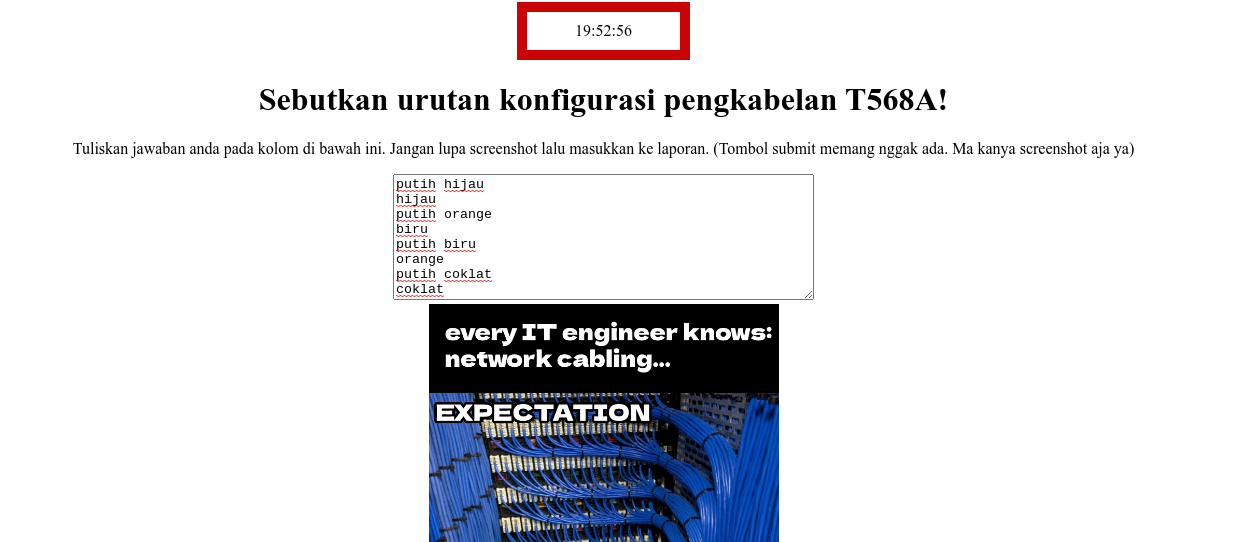 19:52:56
Sebutkan urutan konfigurasi pengkabelan T568A!
Tuliskan jawaban anda pada kolom di bawah ini. Jangan lupa screenshot lalu masukkan ke laporan. (Tombol submit memang nggak ada. Ma kanya screenshot aja ya)
putih hijau
hijau
putih orange
biru
putih biru
orange
putih coklat
coklat
every IT engineer knows:
network cabling...
EXPECTATION